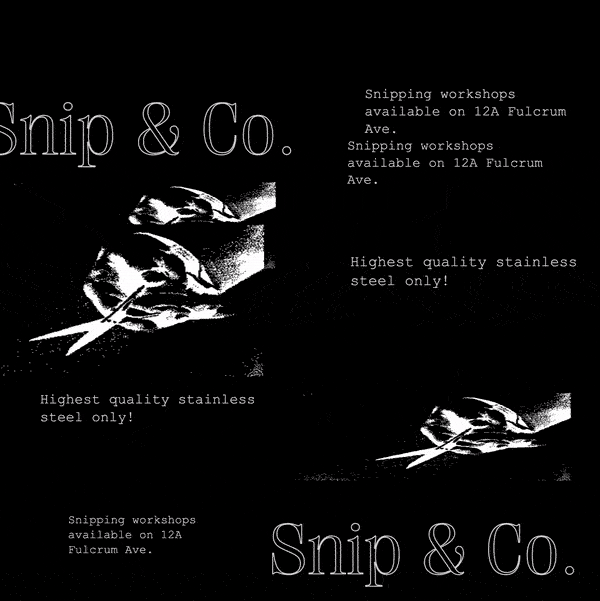 Snip & Co.
Snipping workshops
available on 12A Fulcrum
Ave.
Snipping workshops
available on 12A Fulcrum
Ave.
Highest quality stainless
steel only!
Highest quality stainless
steel only!
Snipping workshops
available on 12A
Fulcrum Ave.
Snip & Co.